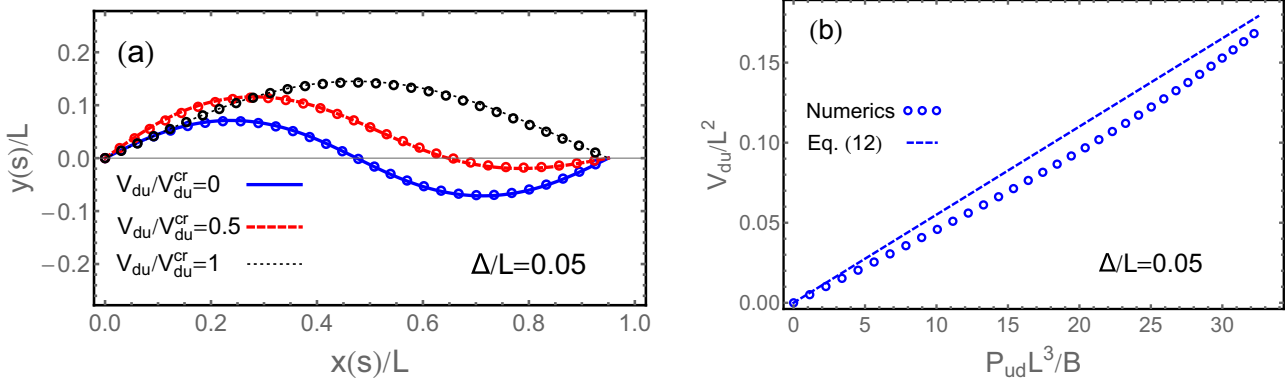 (a)
y(s)/L
0.2
0.1
0.0
−0.1
−0.2
V_du/V_du^cr=0
V_du/V_du^cr=0.5
V_du/V_du^cr=1
Δ/L=0.05
0.0 0.2 0.4 0.6 0.8 1.0
x(s)/L
(b)
V_du/L^2
0.15
0.10
0.05
0.00
Numerics
Eq. (12)
Δ/L=0.05
0 5 10 15 20 25 30
P_ud L^3/B